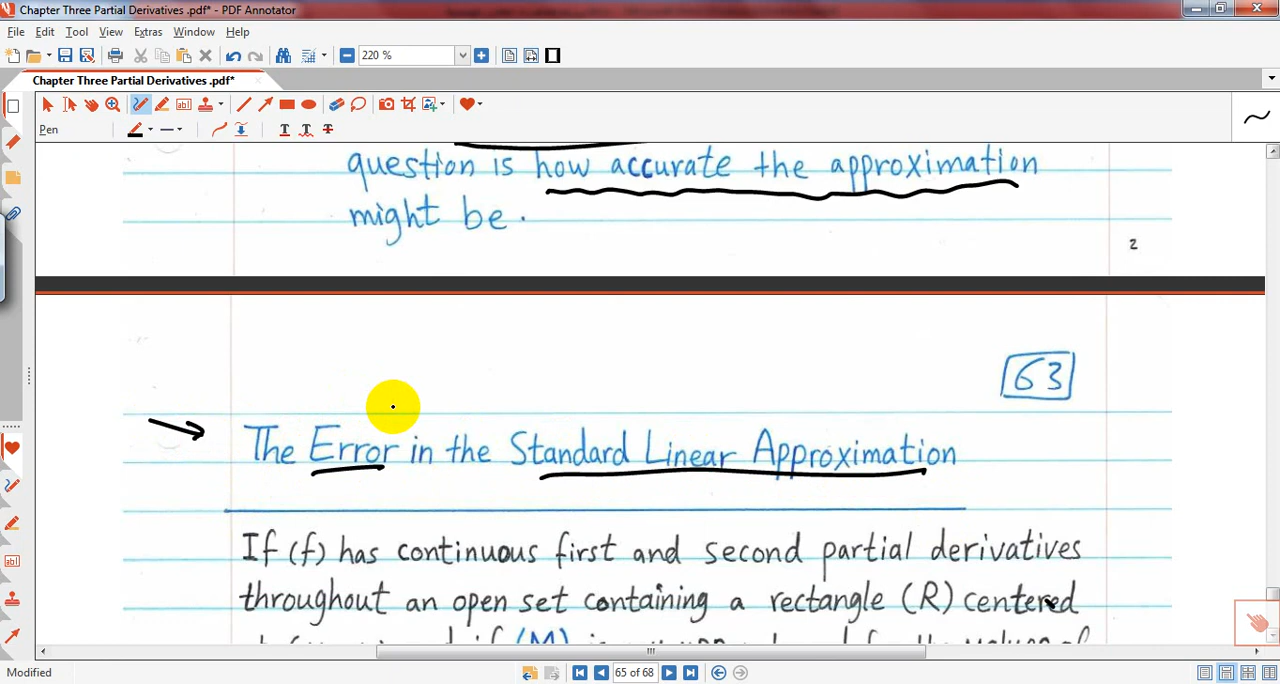 Chapter Three Partial Derivatives .pdf* - PDF Annotator
File Edit Tool View Extras Window Help
220 %
Chapter Three Partial Derivatives .pdf*
Pen
question is how accurate the approximation
might be.
2
63
The Error in the Standard Linear Approximation
If (f) has continuous first and second partial derivatives
throughout an open set containing a rectangle (R) centered
(M)
Modified
65 of 68